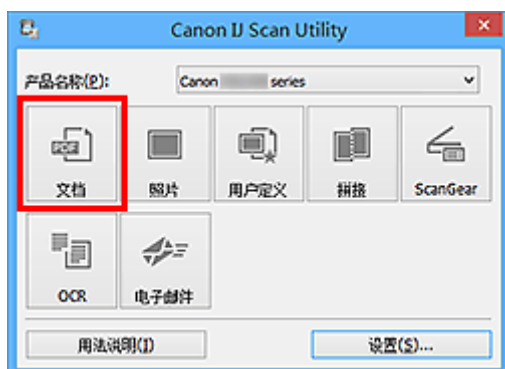 Canon IJ Scan Utility
产品名称(P): Canon series
PDF
文档 照片 用户定义 拼接 ScanGear
OCR 电子邮件
用法说明(I) 设置(S)...